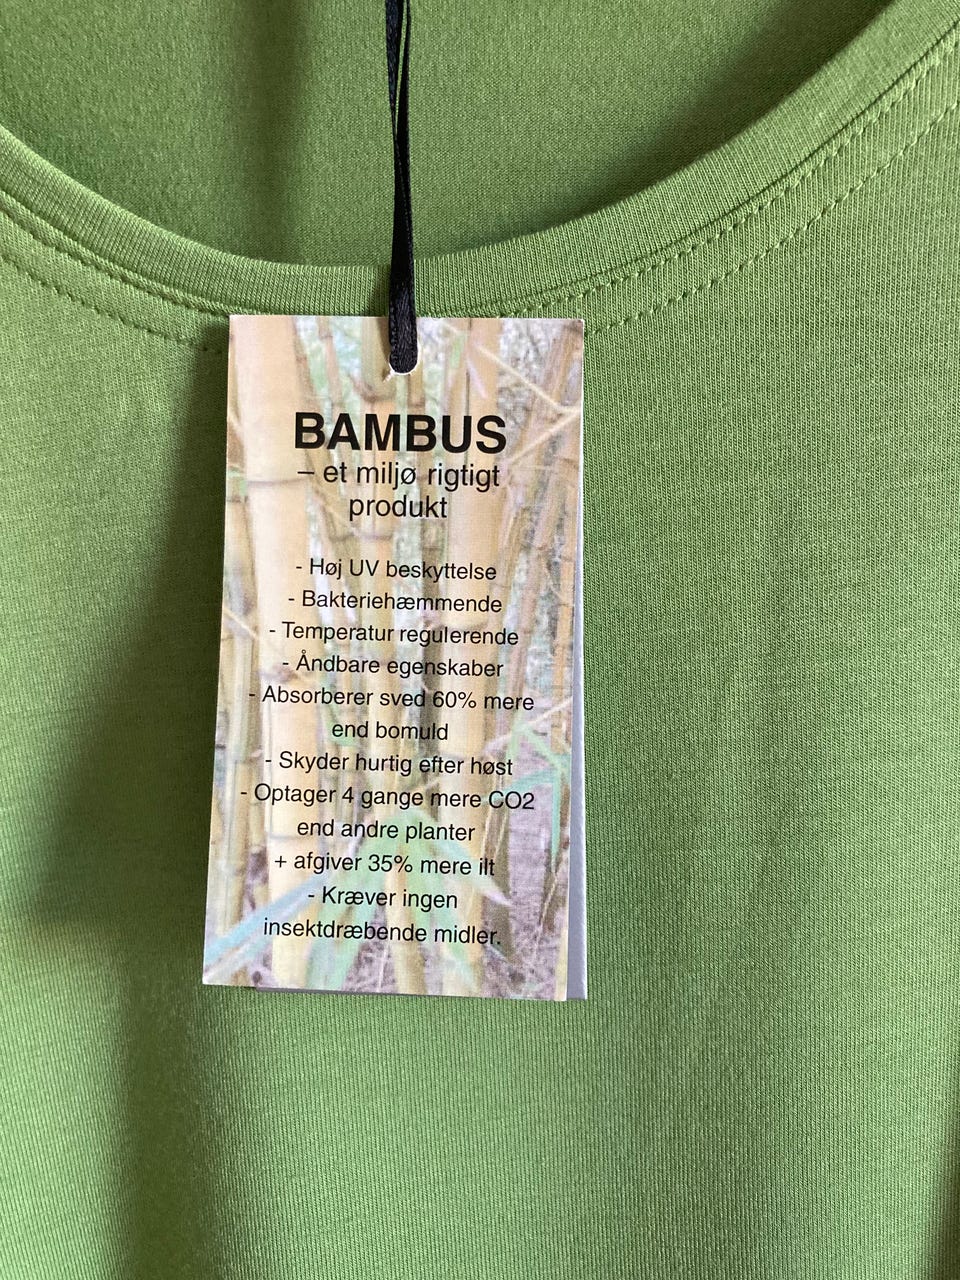 BAMBUS
– et miljø rigtigt
produkt
- Høj UV beskyttelse
- Bakteriehæmmende
- Temperatur regulerende
- Åndbare egenskaber
- Absorberer sved 60% mere
end bomuld
- Skyder hurtig efter høst
- Optager 4 gange mere CO2
end andre planter
+ afgiver 35% mere ilt
- Kræver ingen
insektdræbende midler.